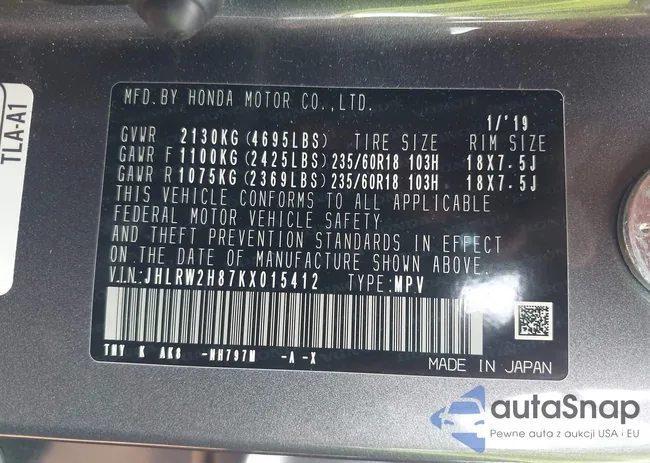 TLA-A1
MFD.BY HONDA MOTOR CO.,LTD.
1/'19
GVWR 2130KG(4695LBS) TIRE SIZE RIM SIZE
GAWR F 1100KG(2425LBS) 235/60R18 103H 18X7.5J
GAWR R 1075KG(2369LBS) 235/60R18 103H 18X7.5J
THIS VEHICLE CONFORMS TO ALL APPLICABLE
FEDERAL MOTOR VEHICLE SAFETY
AND THEFT PREVENTION STANDARDS IN EFFECT
ON THE DATE OF MANUFACTURE SHOWN ABOVE.
V.I.N:JHLRW2H87KX015412 TYPE:MPV
TNY K AK8 -NH797M -A -X
MADE IN JAPAN
autaSnap
Pewne auta z aukcji USA i EU